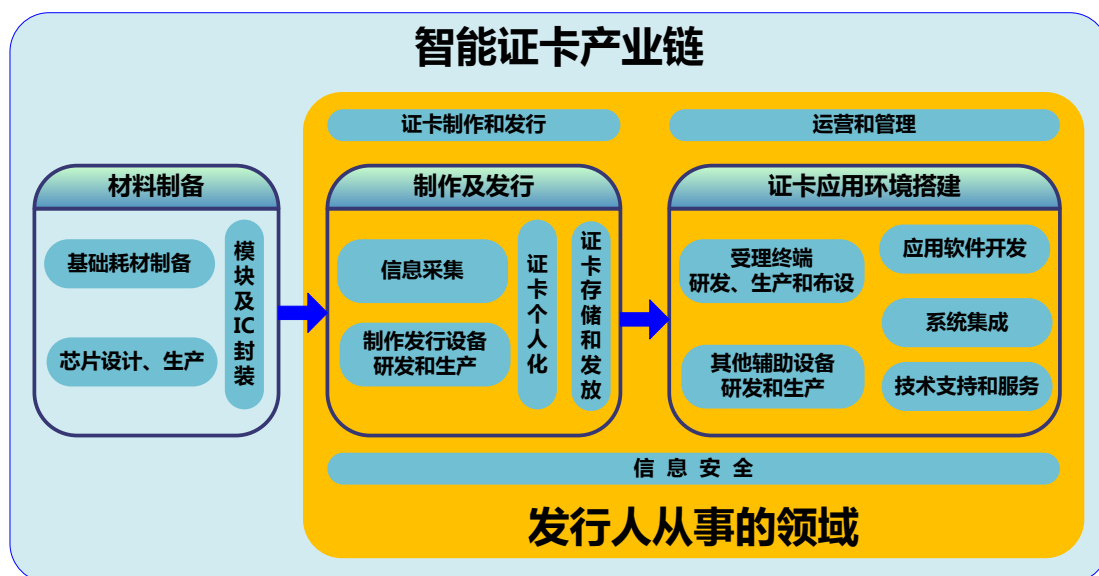 智能证卡产业链
证卡制作和发行
运营和管理
材料制备
基础耗材制备
芯片设计、生产
模块及IC封装
制作及发行
信息采集
制作发行设备
研发和生产
证卡个人化
证卡存储和发放
证卡应用环境搭建
受理终端
研发、生产和布设
其他辅助设备
研发和生产
应用软件开发
系统集成
技术支持和服务
信息安全
发行人从事的领域